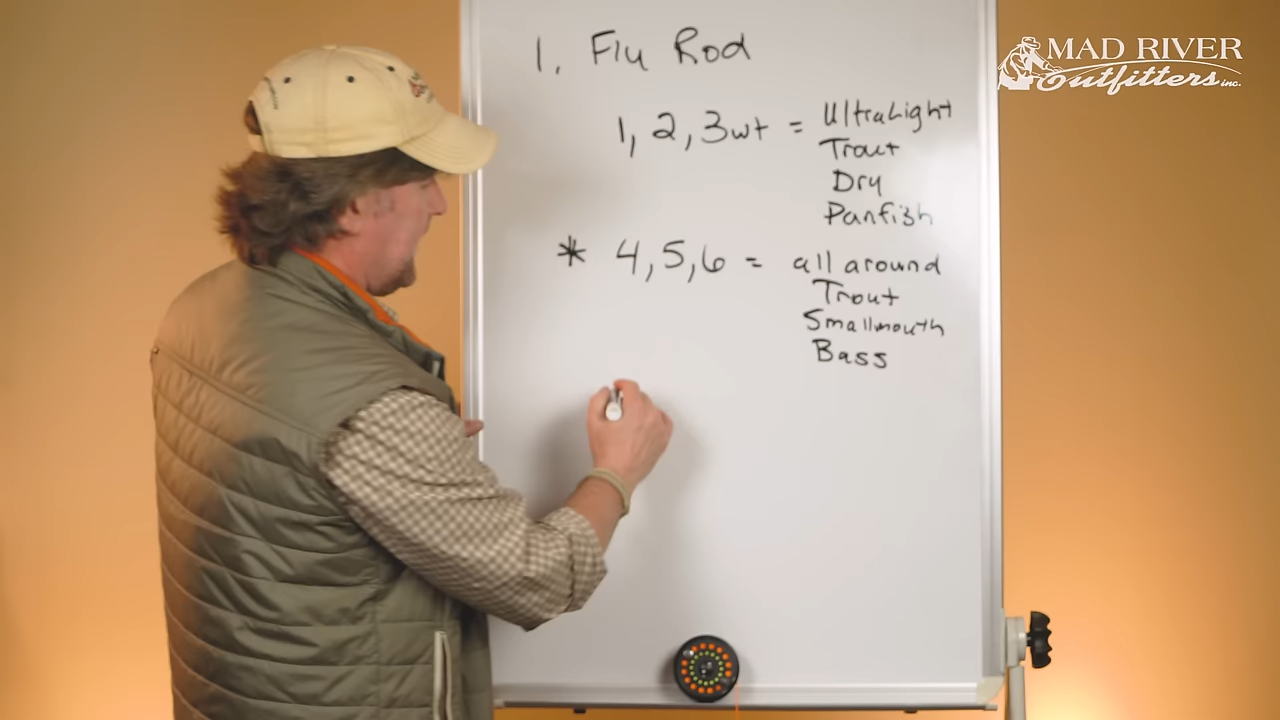 MAD RIVER
Outfitters inc.
1. Fly Rod
1, 2, 3wt = UltraLight
Trout
Dry
Panfish
* 4, 5, 6 = all around
Trout
Smallmouth
Bass